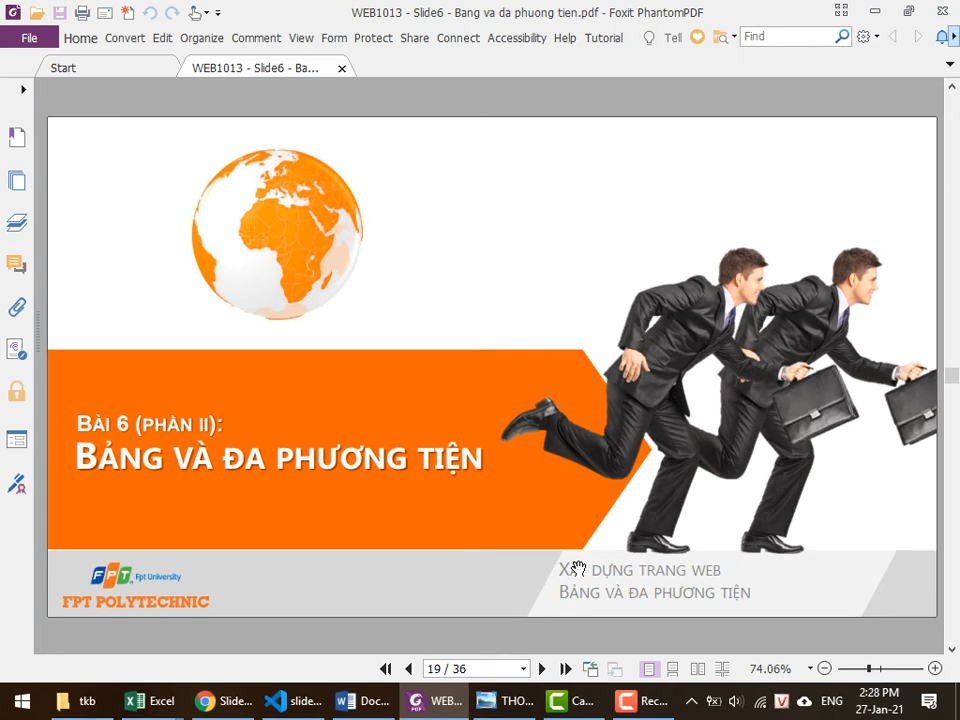 WEB1013 - Slide6 - Bang va da phuong tien.pdf - Foxit PhantomPDF
File Home Convert Edit Organize Comment View Form Protect Share Connect Accessibility Help Tutorial Tell Find
Start WEB1013 - Slide6 - Ba...
BÀI 6 (PHẦN II):
BẢNG VÀ ĐA PHƯƠNG TIỆN
FPT Fpt University
FPT POLYTECHNIC
DỰNG TRANG WEB
BẢNG VÀ ĐA PHƯƠNG TIỆN
19 / 36 74.06%
tkb Excel Slide... slide... Doc... WEB... THO... Ca... Rec... ENG
2:28 PM
27-Jan-21